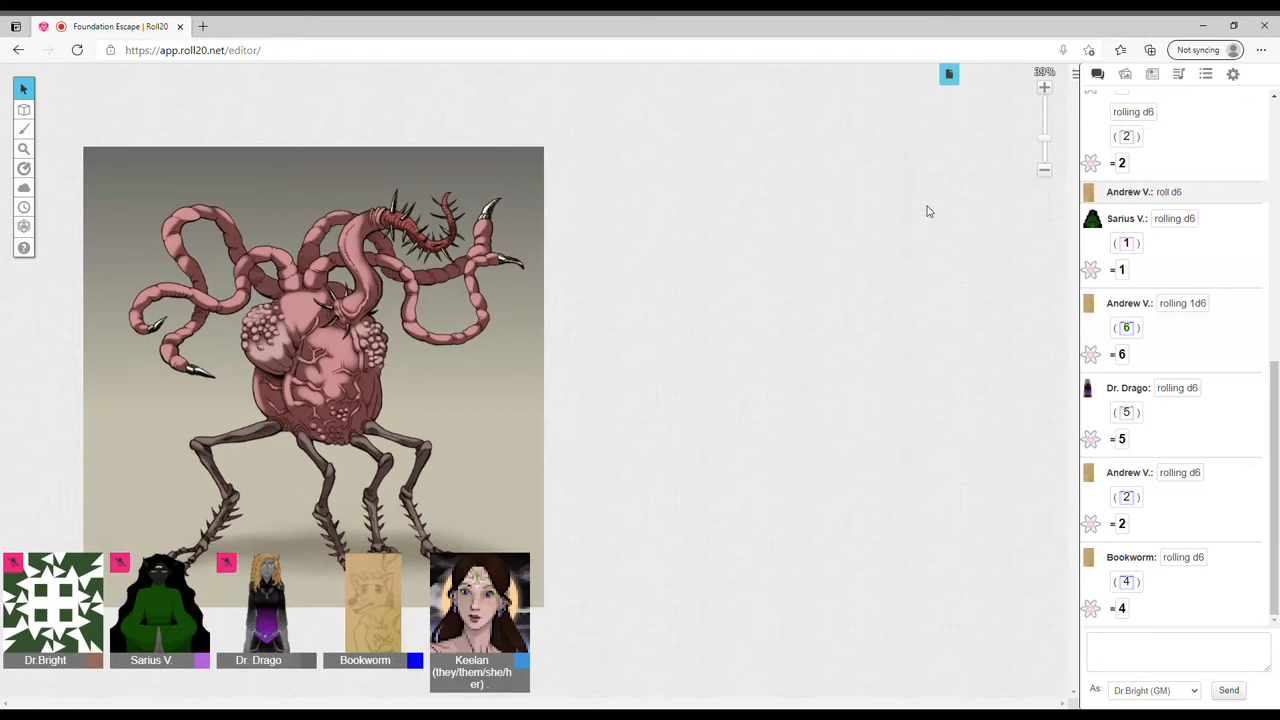 Foundation Escape | Roll20
https://app.roll20.net/editor/
Not syncing
39%
rolling d6
( 2 )
= 2
Andrew V.: roll d6
Sarius V.: rolling d6
( 1 )
= 1
Andrew V.: rolling 1d6
( 6 )
= 6
Dr. Drago: rolling d6
( 5 )
= 5
Andrew V.: rolling d6
( 2 )
= 2
Bookworm: rolling d6
( 4 )
= 4
Dr.Bright
Sarius V.
Dr. Drago
Bookworm
Keelan
(they/them/she/h
er) .
As:
Dr.Bright (GM)
Send